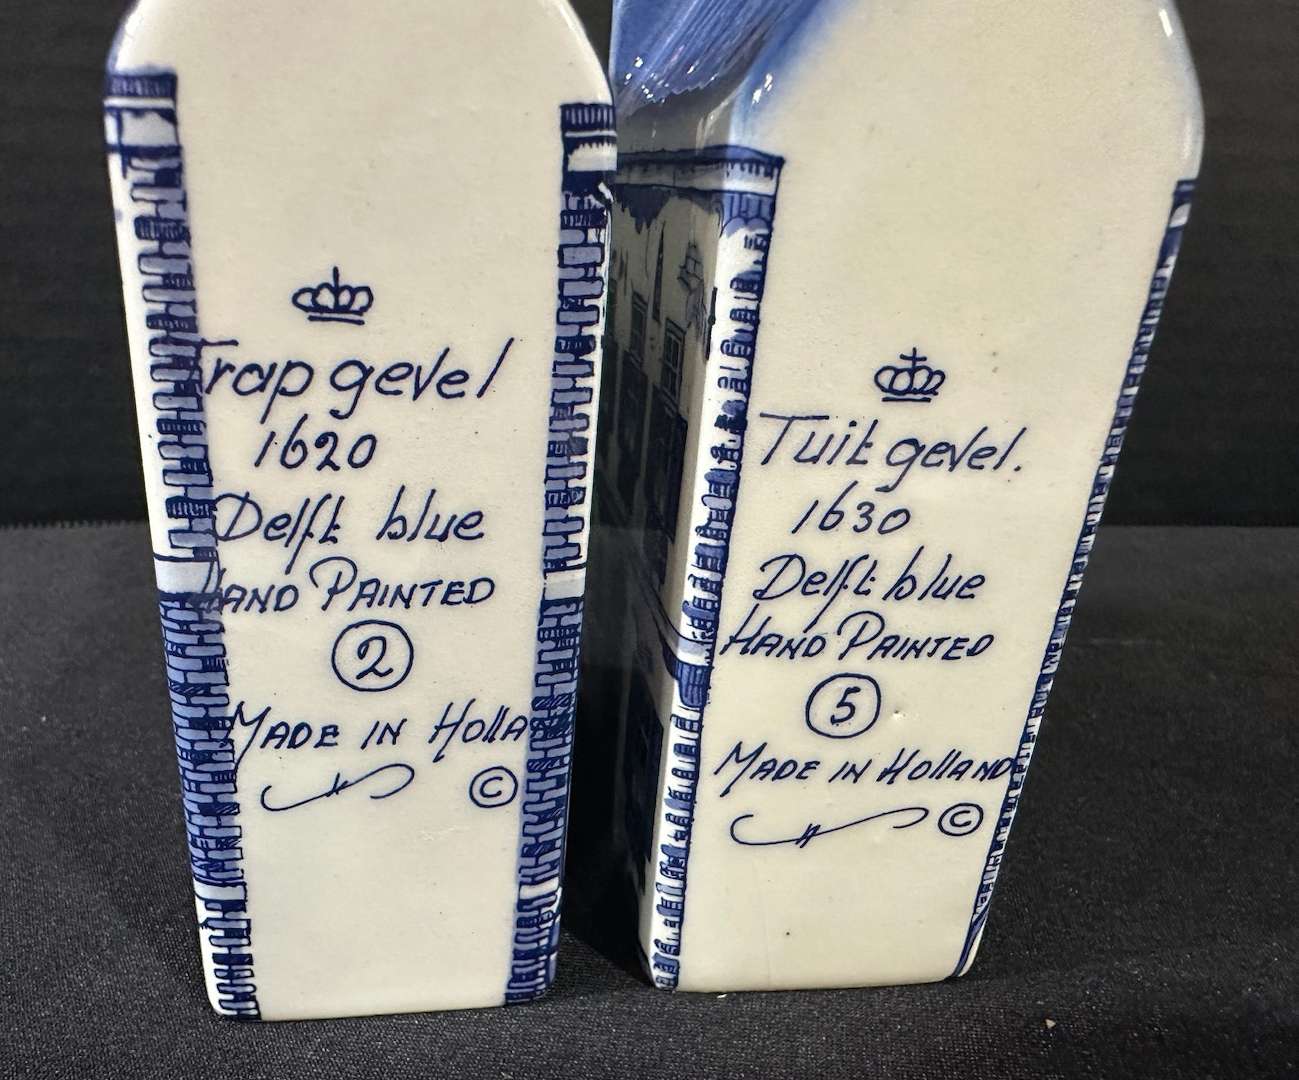 Trap gevel
1620
Delft blue
HAND PAINTED
2
MADE IN HOLLA
©
Tuit gevel.
1630
Delft blue
HAND PAINTED
5
MADE IN HOLLAND
©